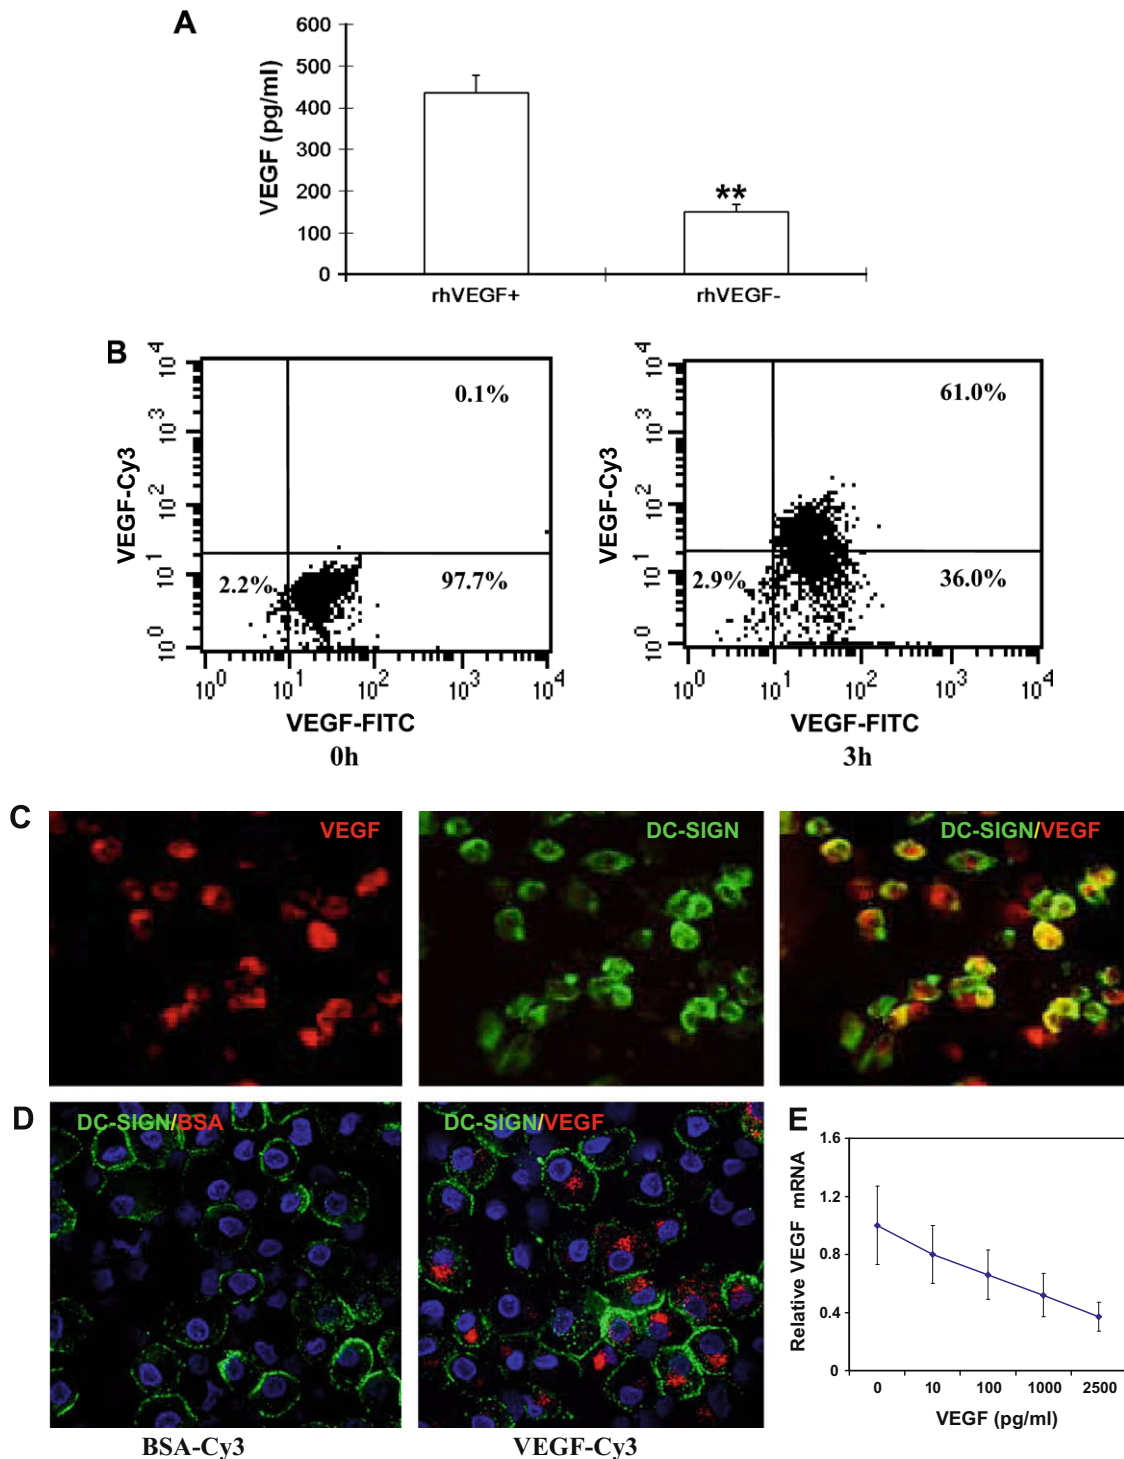 A
600
500
400
300
200
100
0
VEGF (pg/ml)
**
rhVEGF+ rhVEGF-
B
10^4
10^3
10^2
10^1
10^0
VEGF-Cy3
0.1%
2.2%
97.7%
10^0 10^1 10^2 10^3 10^4
VEGF-FITC
0h
10^4
10^3
10^2
10^1
10^0
VEGF-Cy3
61.0%
2.9%
36.0%
10^0 10^1 10^2 10^3 10^4
VEGF-FITC
3h
C
VEGF
DC-SIGN
DC-SIGN/VEGF
D
DC-SIGN/BSA
BSA-Cy3
DC-SIGN/VEGF
VEGF-Cy3
E
1.6
1.2
0.8
0.4
0
Relative VEGF mRNA
0 10 100 1000 2500
VEGF (pg/ml)